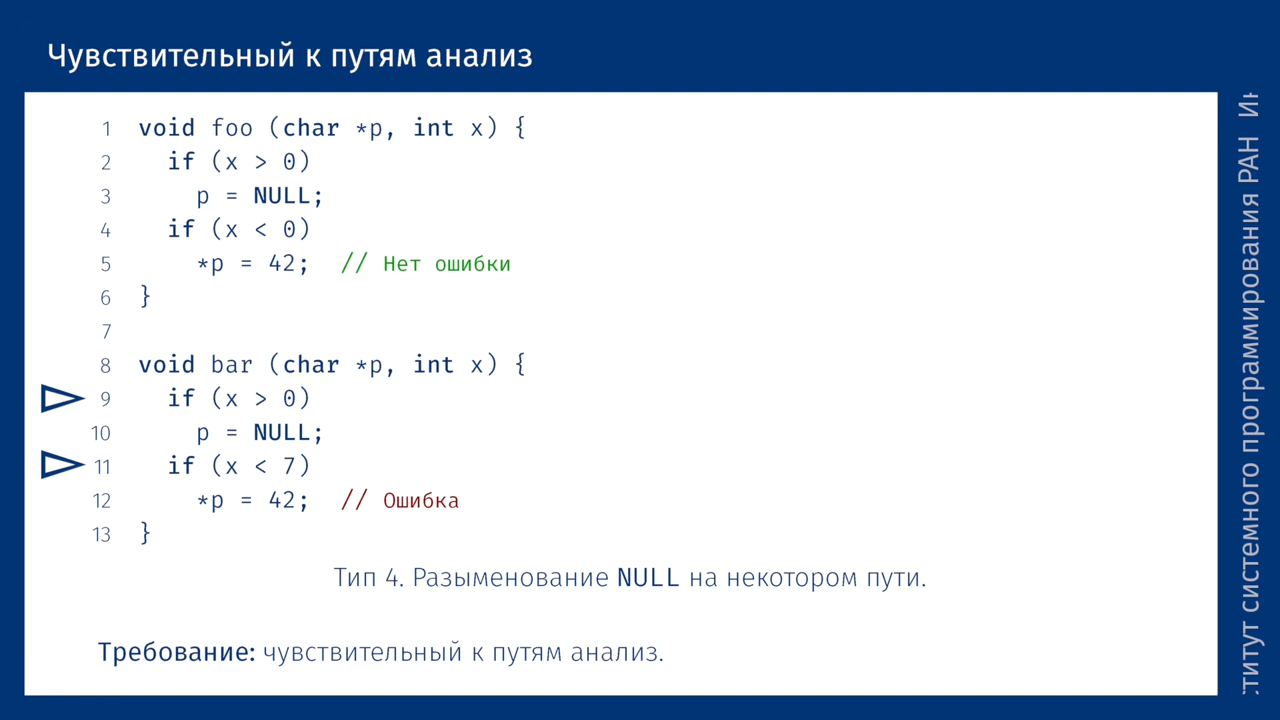 Чувствительный к путям анализ
1 void foo (char *p, int x) {
2 if (x > 0)
3 p = NULL;
4 if (x < 0)
5 *p = 42; // Нет ошибки
6 }
7
8 void bar (char *p, int x) {
9 if (x > 0)
10 p = NULL;
11 if (x < 7)
12 *p = 42; // Ошибка
13 }
Тип 4. Разыменование NULL на некотором пути.
Требование: чувствительный к путям анализ.
системного программирования РАН